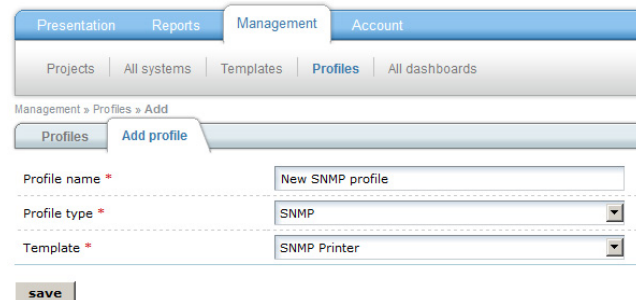 Presentation Reports Management Account
Projects All systems Templates Profiles All dashboards
Management » Profiles » Add
Profiles Add profile
Profile name * New SNMP profile
Profile type * SNMP
Template * SNMP Printer
save